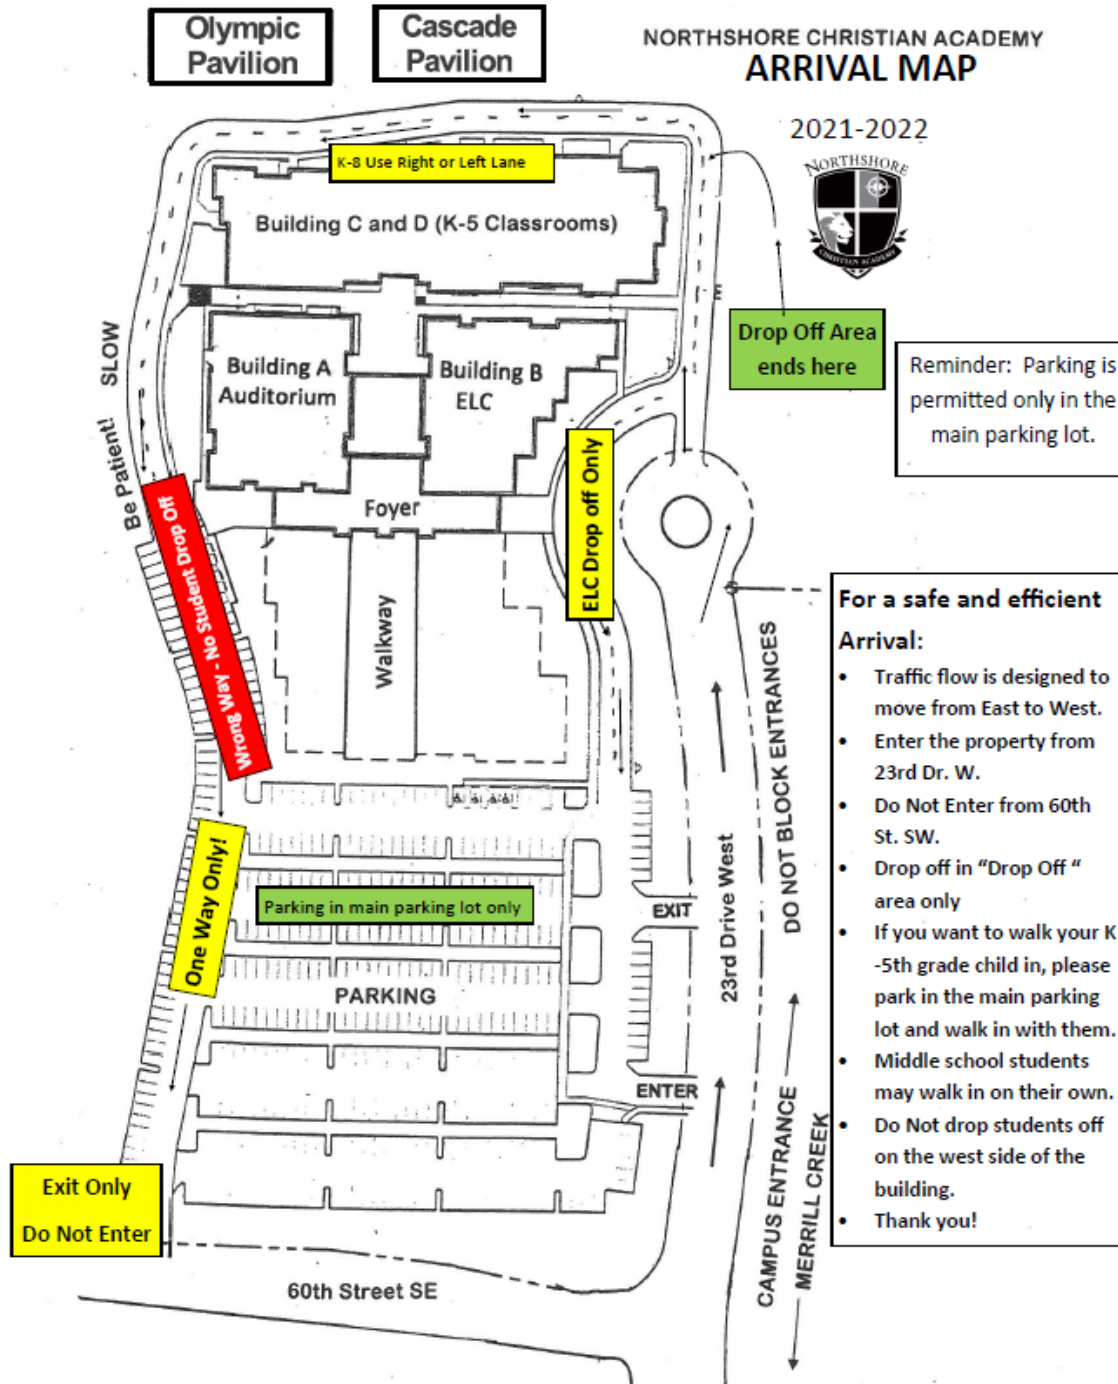 Olympic
Pavilion
Cascade
Pavilion
NORTHSHORE CHRISTIAN ACADEMY
ARRIVAL MAP
2021-2022
NORTHSHORE
CHRISTIAN ACADEMY
K-8 Use Right or Left Lane
Building C and D (K-5 Classrooms)
Drop Off Area
ends here
Reminder: Parking is
permitted only in the
main parking lot.
Be Patient! SLOW
Building A
Auditorium
Building B
ELC
ELC Drop off Only
Foyer
Walkway
Wrong Way - No Student Drop Off
For a safe and efficient
Arrival:
• Traffic flow is designed to
move from East to West.
• Enter the property from
23rd Dr. W.
• Do Not Enter from 60th
St. SW.
• Drop off in “Drop Off “
area only
• If you want to walk your K
-5th grade child in, please
park in the main parking
lot and walk in with them.
• Middle school students
may walk in on their own.
• Do Not drop students off
on the west side of the
building.
• Thank you!
One Way Only!
Parking in main parking lot only
PARKING
EXIT
ENTER
23rd Drive West
DO NOT BLOCK ENTRANCES
CAMPUS ENTRANCE
MERRILL CREEK
Exit Only
Do Not Enter
60th Street SE